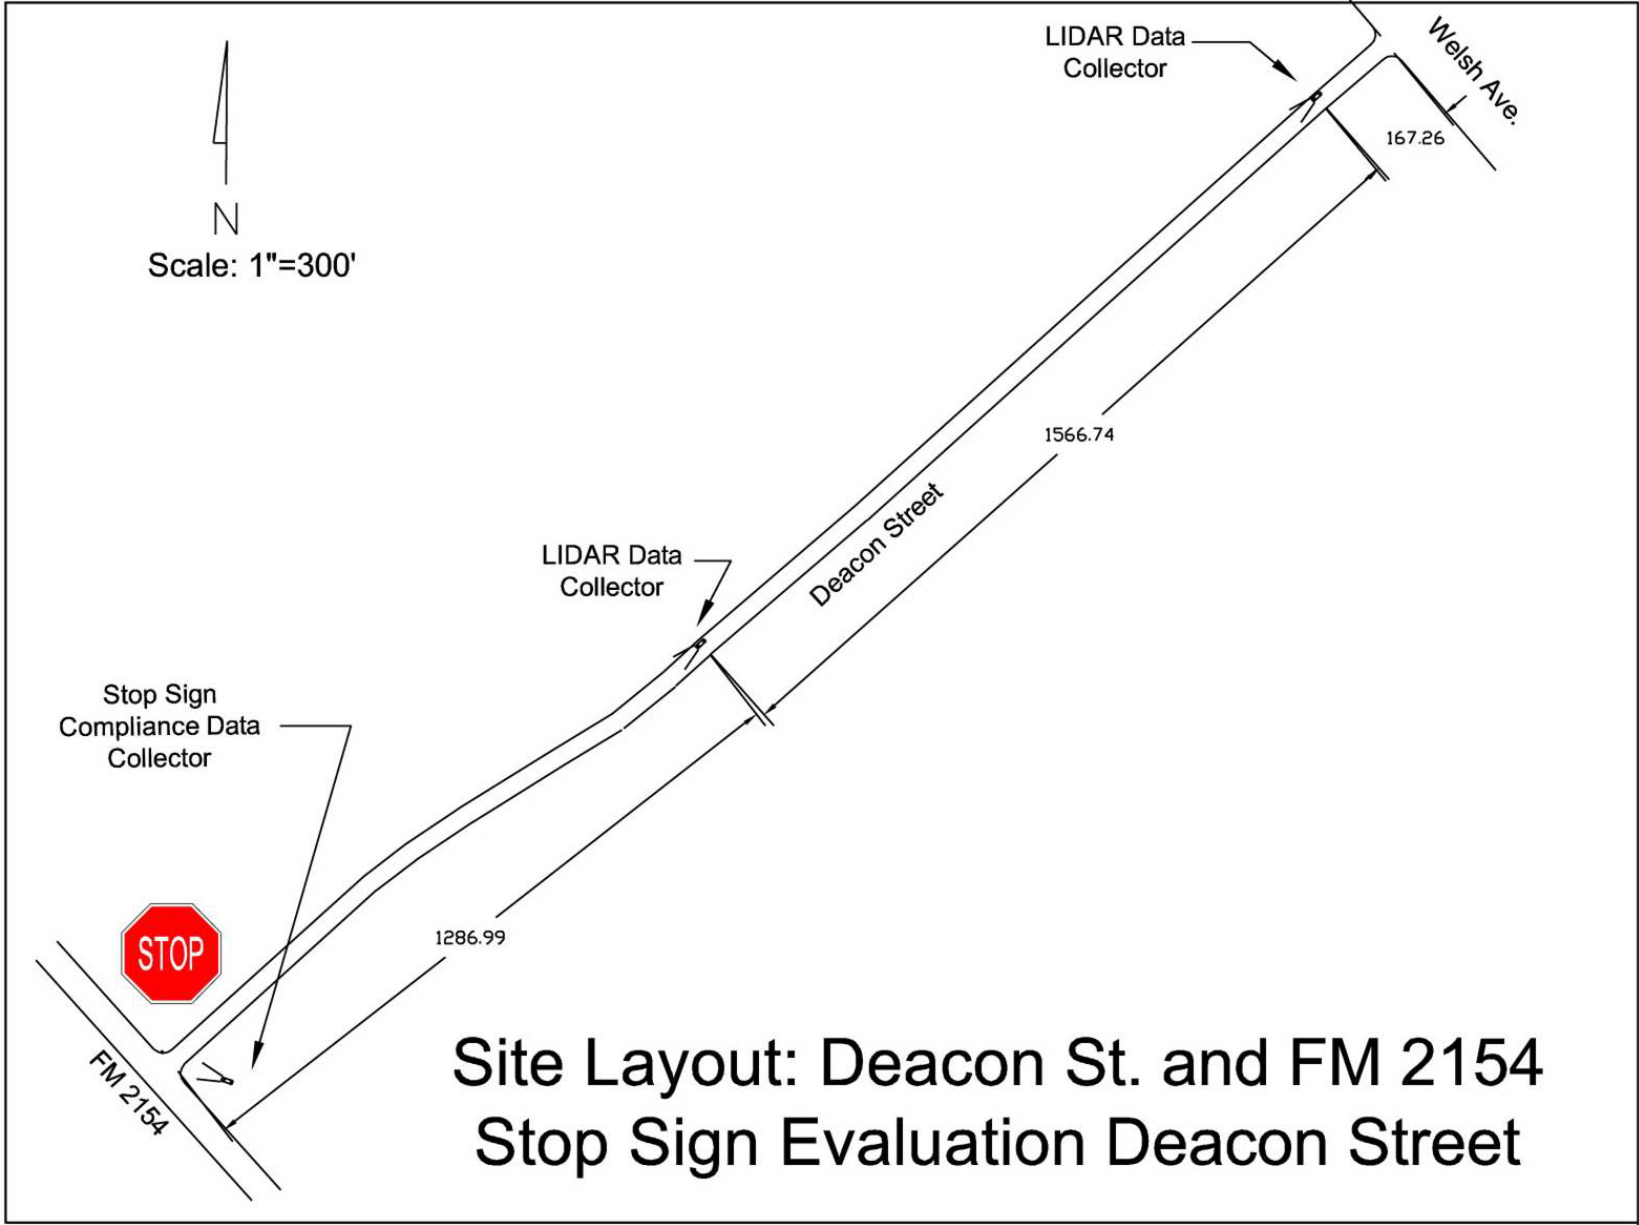 LIDAR Data
Collector
Welsh Ave.
167.26
N
Scale: 1"=300'
1566.74
Deacon Street
LIDAR Data
Collector
Stop Sign
Compliance Data
Collector
1286.99
STOP
FM 2154
Site Layout: Deacon St. and FM 2154
Stop Sign Evaluation Deacon Street